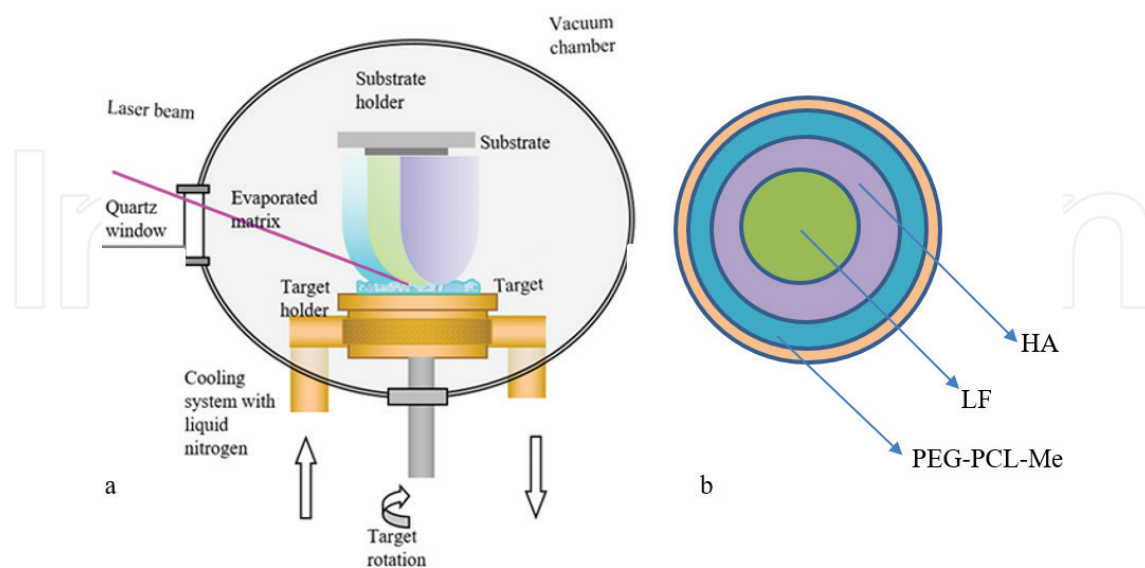 Vacuum
chamber
Substrate
holder
Laser beam
Substrate
Evaporated
matrix
Quartz
window
Target
holder
Target
Cooling
system with
liquid
nitrogen
Target
rotation
a
HA
LF
PEG-PCL-Me
b